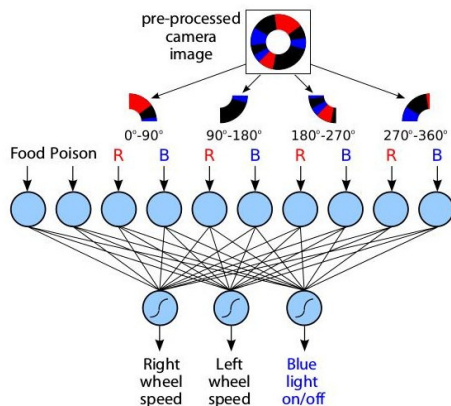 pre-processed
camera
image
0°-90° 90°-180° 180°-270° 270°-360°
Food Poison R B R B R B R B
Right wheel speed
Left wheel speed
Blue light on/off